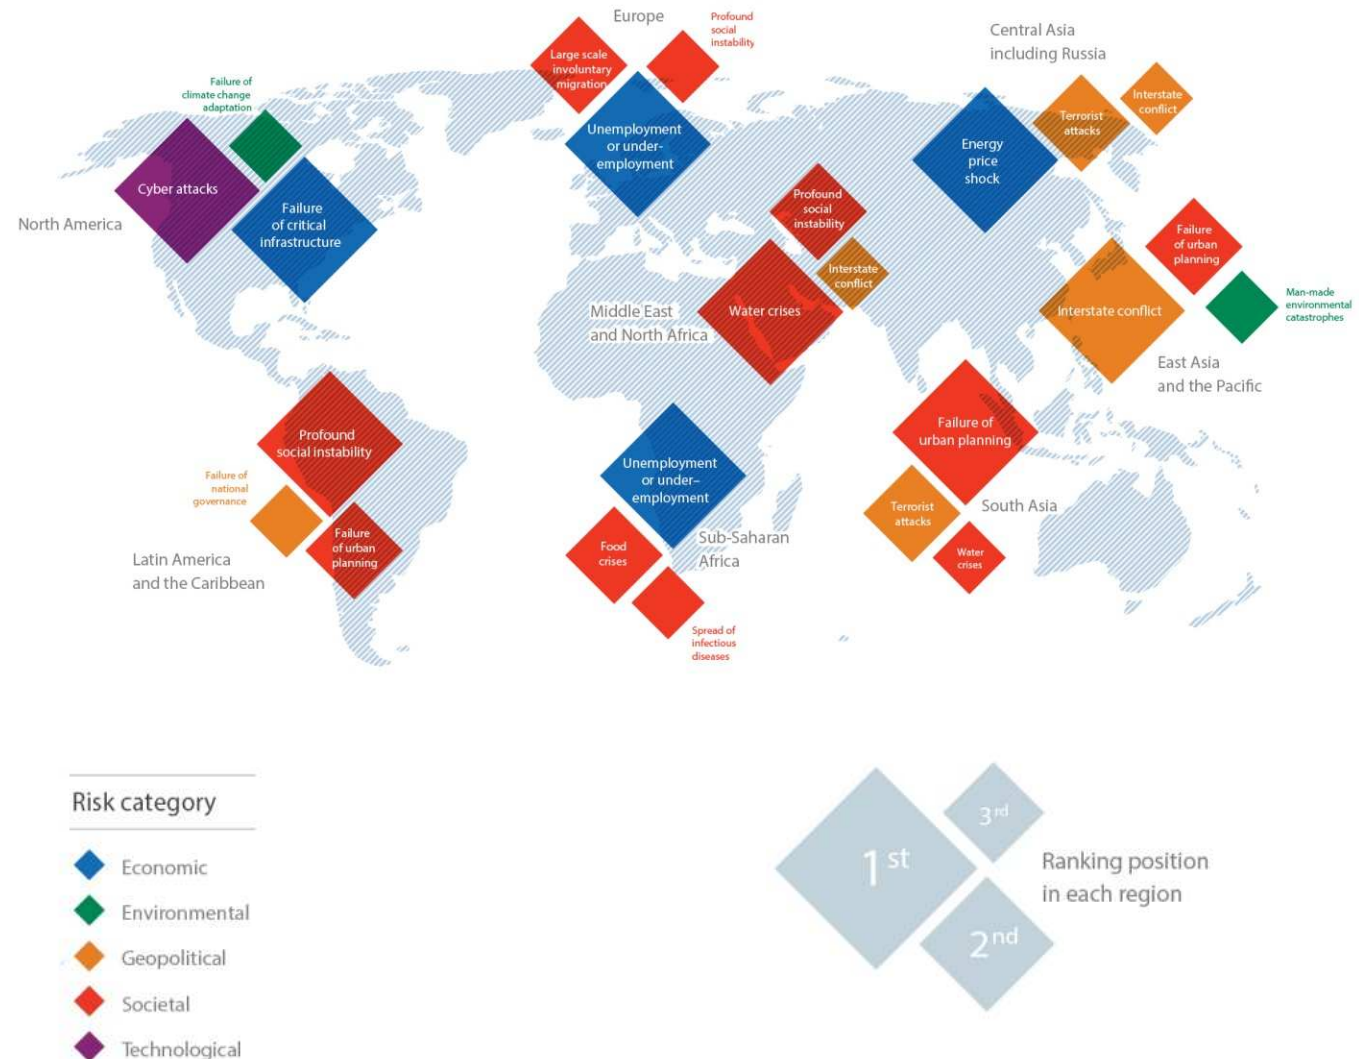 Europe
Large scale
involuntary
migration
Profound
social
instability
Unemployment
or under-
employment
Central Asia
including Russia
Energy
price
shock
Terrorist
attacks
Interstate
conflict
Failure of
climate change
adaptation
Cyber attacks
Failure
of critical
infrastructure
North America
Profound
social
instability
Interstate
conflict
Water crises
Middle East
and North Africa
Failure
of urban
planning
Interstate conflict
Man-made
environmental
catastrophes
East Asia
and the Pacific
Profound
social instability
Failure of
national
governance
Failure
of urban
planning
Latin America
and the Caribbean
Unemployment
or under–
employment
Food
crises
Sub-Saharan
Africa
Spread of
infectious
diseases
Failure of
urban planning
Terrorist
attacks
South Asia
Water
crises
Risk category
Economic
Environmental
Geopolitical
Societal
Technological
1st
3rd
2nd
Ranking position
in each region